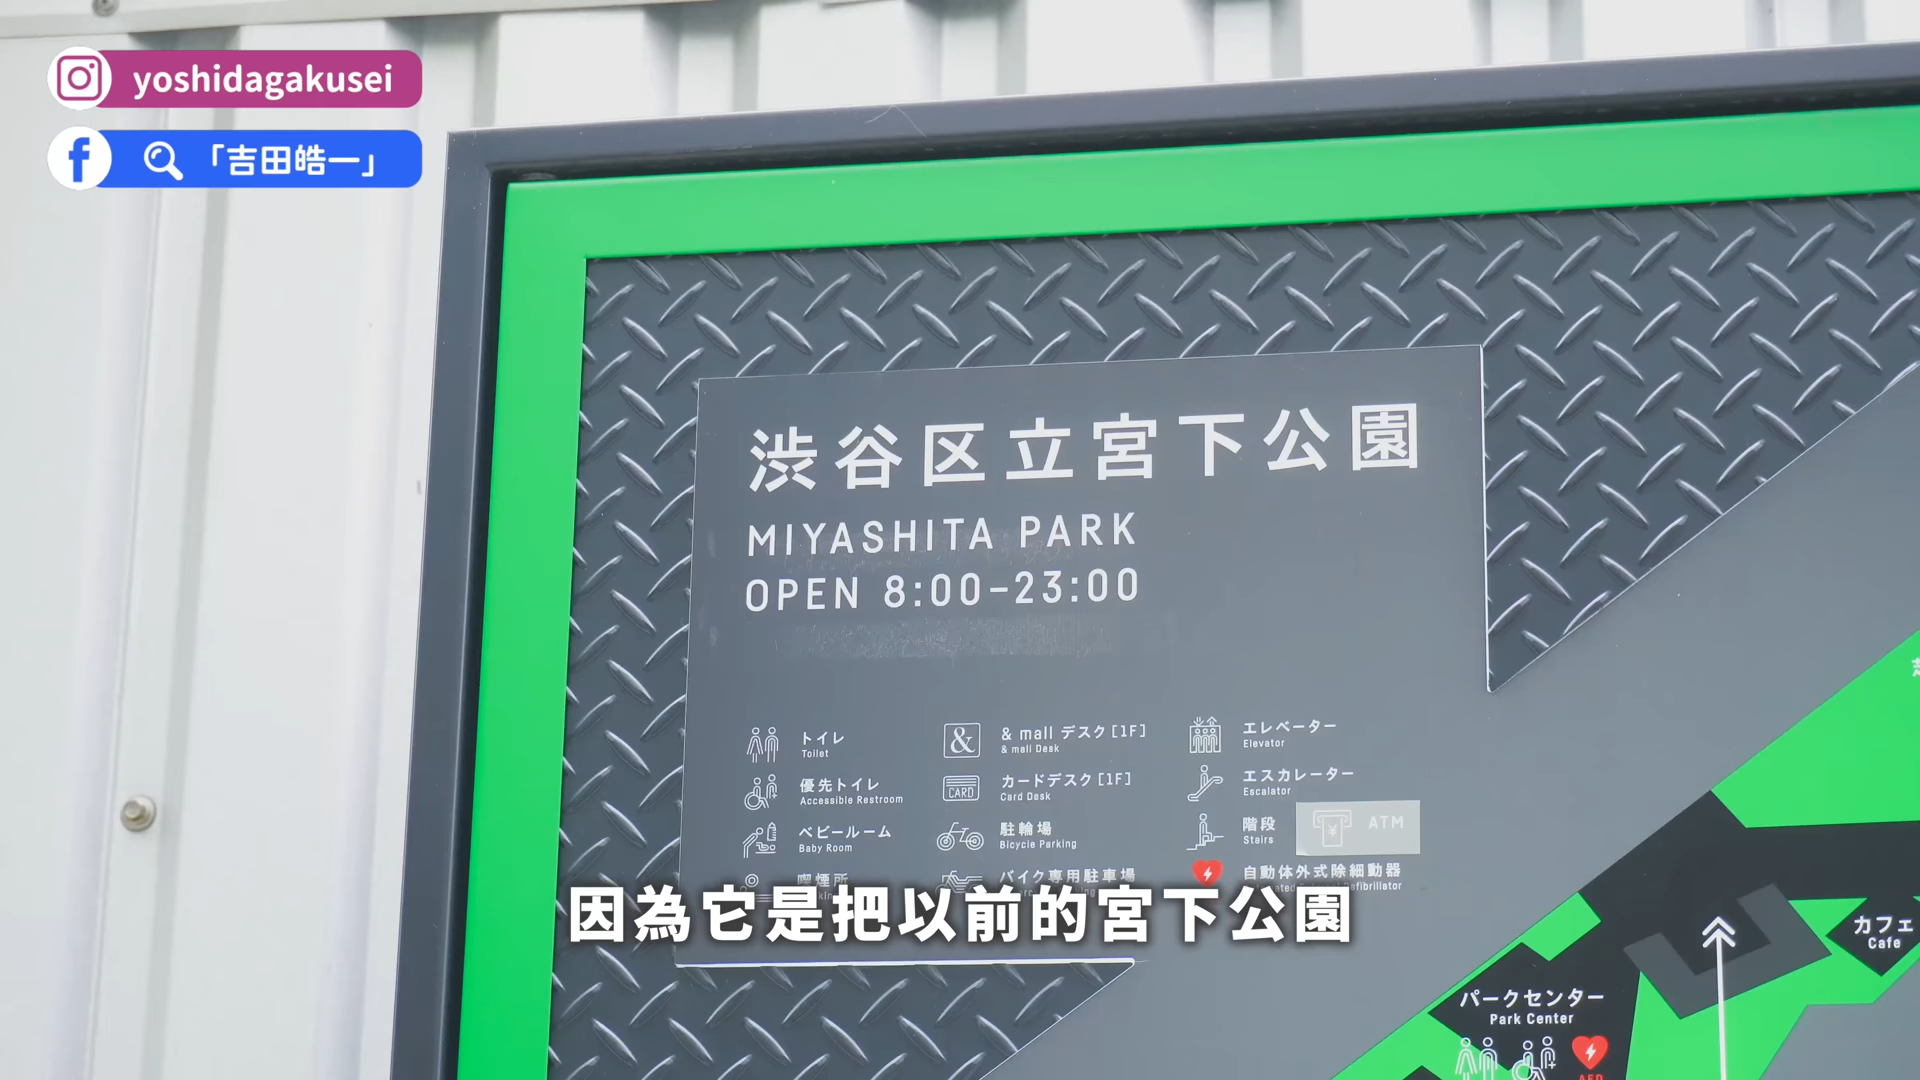 yoshidagakusei
「吉田皓一」
渋谷区立宮下公園
MIYASHITA PARK
OPEN 8:00-23:00
トイレ
Toilet
優先トイレ
Accessible Restroom
ベビールーム
Baby Room
喫煙所
& mall デスク[1F]
& mall Desk
カードデスク[1F]
Card Desk
CARD
駐輪場
Bicycle Parking
バイク専用駐車場
エレベーター
Elevator
エスカレーター
Escalator
階段
Stairs
ATM
自動体外式除細動器
Defibrillator
因為它是把以前的宮下公園
カフェ
Cafe
パークセンター
Park Center
AED